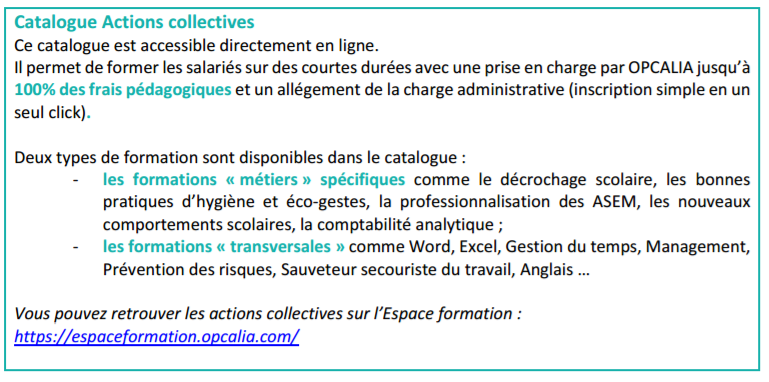 Catalogue Actions collectives
Ce catalogue est accessible directement en ligne.
Il permet de former les salariés sur des courtes durées avec une prise en charge par OPCALIA jusqu'à
100% des frais pédagogiques et un allégement de la charge administrative (inscription simple en un
seul click).
Deux types de formation sont disponibles dans le catalogue :
- les formations « métiers » spécifiques comme le décrochage scolaire, les bonnes
pratiques d'hygiène et éco-gestes, la professionnalisation des ASEM, les nouveaux
comportements scolaires, la comptabilité analytique ;
- les formations « transversales » comme Word, Excel, Gestion du temps, Management,
Prévention des risques, Sauveteur secouriste du travail, Anglais …
Vous pouvez retrouver les actions collectives sur l'Espace formation :
https://espaceformation.opcalia.com/